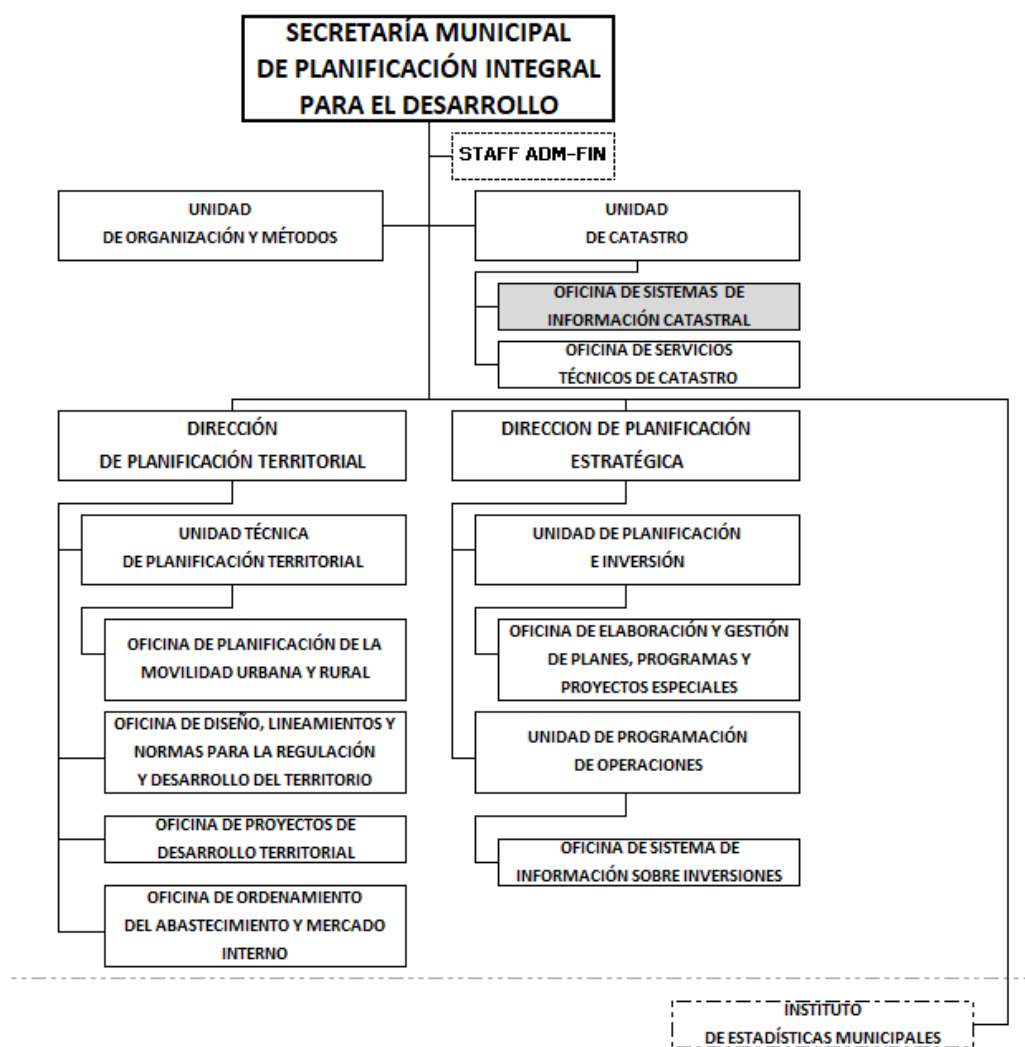 SECRETARÍA MUNICIPAL
DE PLANIFICACIÓN INTEGRAL
PARA EL DESARROLLO
STAFF ADM-FIN
UNIDAD
DE ORGANIZACIÓN Y MÉTODOS
UNIDAD
DE CATASTRO
OFICINA DE SISTEMAS DE
INFORMACIÓN CATASTRAL
OFICINA DE SERVICIOS
TÉCNICOS DE CATASTRO
DIRECCIÓN
DE PLANIFICACIÓN TERRITORIAL
UNIDAD TÉCNICA
DE PLANIFICACIÓN TERRITORIAL
OFICINA DE PLANIFICACIÓN DE LA
MOVILIDAD URBANA Y RURAL
OFICINA DE DISEÑO, LINEAMIENTOS Y
NORMAS PARA LA REGULACIÓN
Y DESARROLLO DEL TERRITORIO
OFICINA DE PROYECTOS DE
DESARROLLO TERRITORIAL
OFICINA DE ORDENAMIENTO
DEL ABASTECIMIENTO Y MERCADO
INTERNO
DIRECCION DE PLANIFICACIÓN
ESTRATÉGICA
UNIDAD DE PLANIFICACIÓN
E INVERSIÓN
OFICINA DE ELABORACIÓN Y GESTIÓN
DE PLANES, PROGRAMAS Y
PROYECTOS ESPECIALES
UNIDAD DE PROGRAMACIÓN
DE OPERACIONES
OFICINA DE SISTEMA DE
INFORMACIÓN SOBRE INVERSIONES
INSTITUTO
DE ESTADÍSTICAS MUNICIPALES